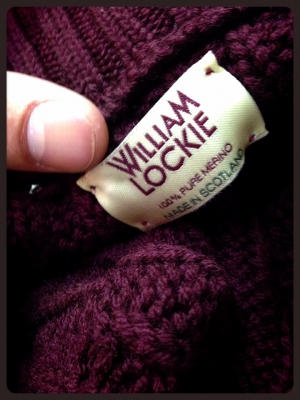 WILLIAM
LOCKIE
100% PURE MERINO
MADE IN SCOTLAND